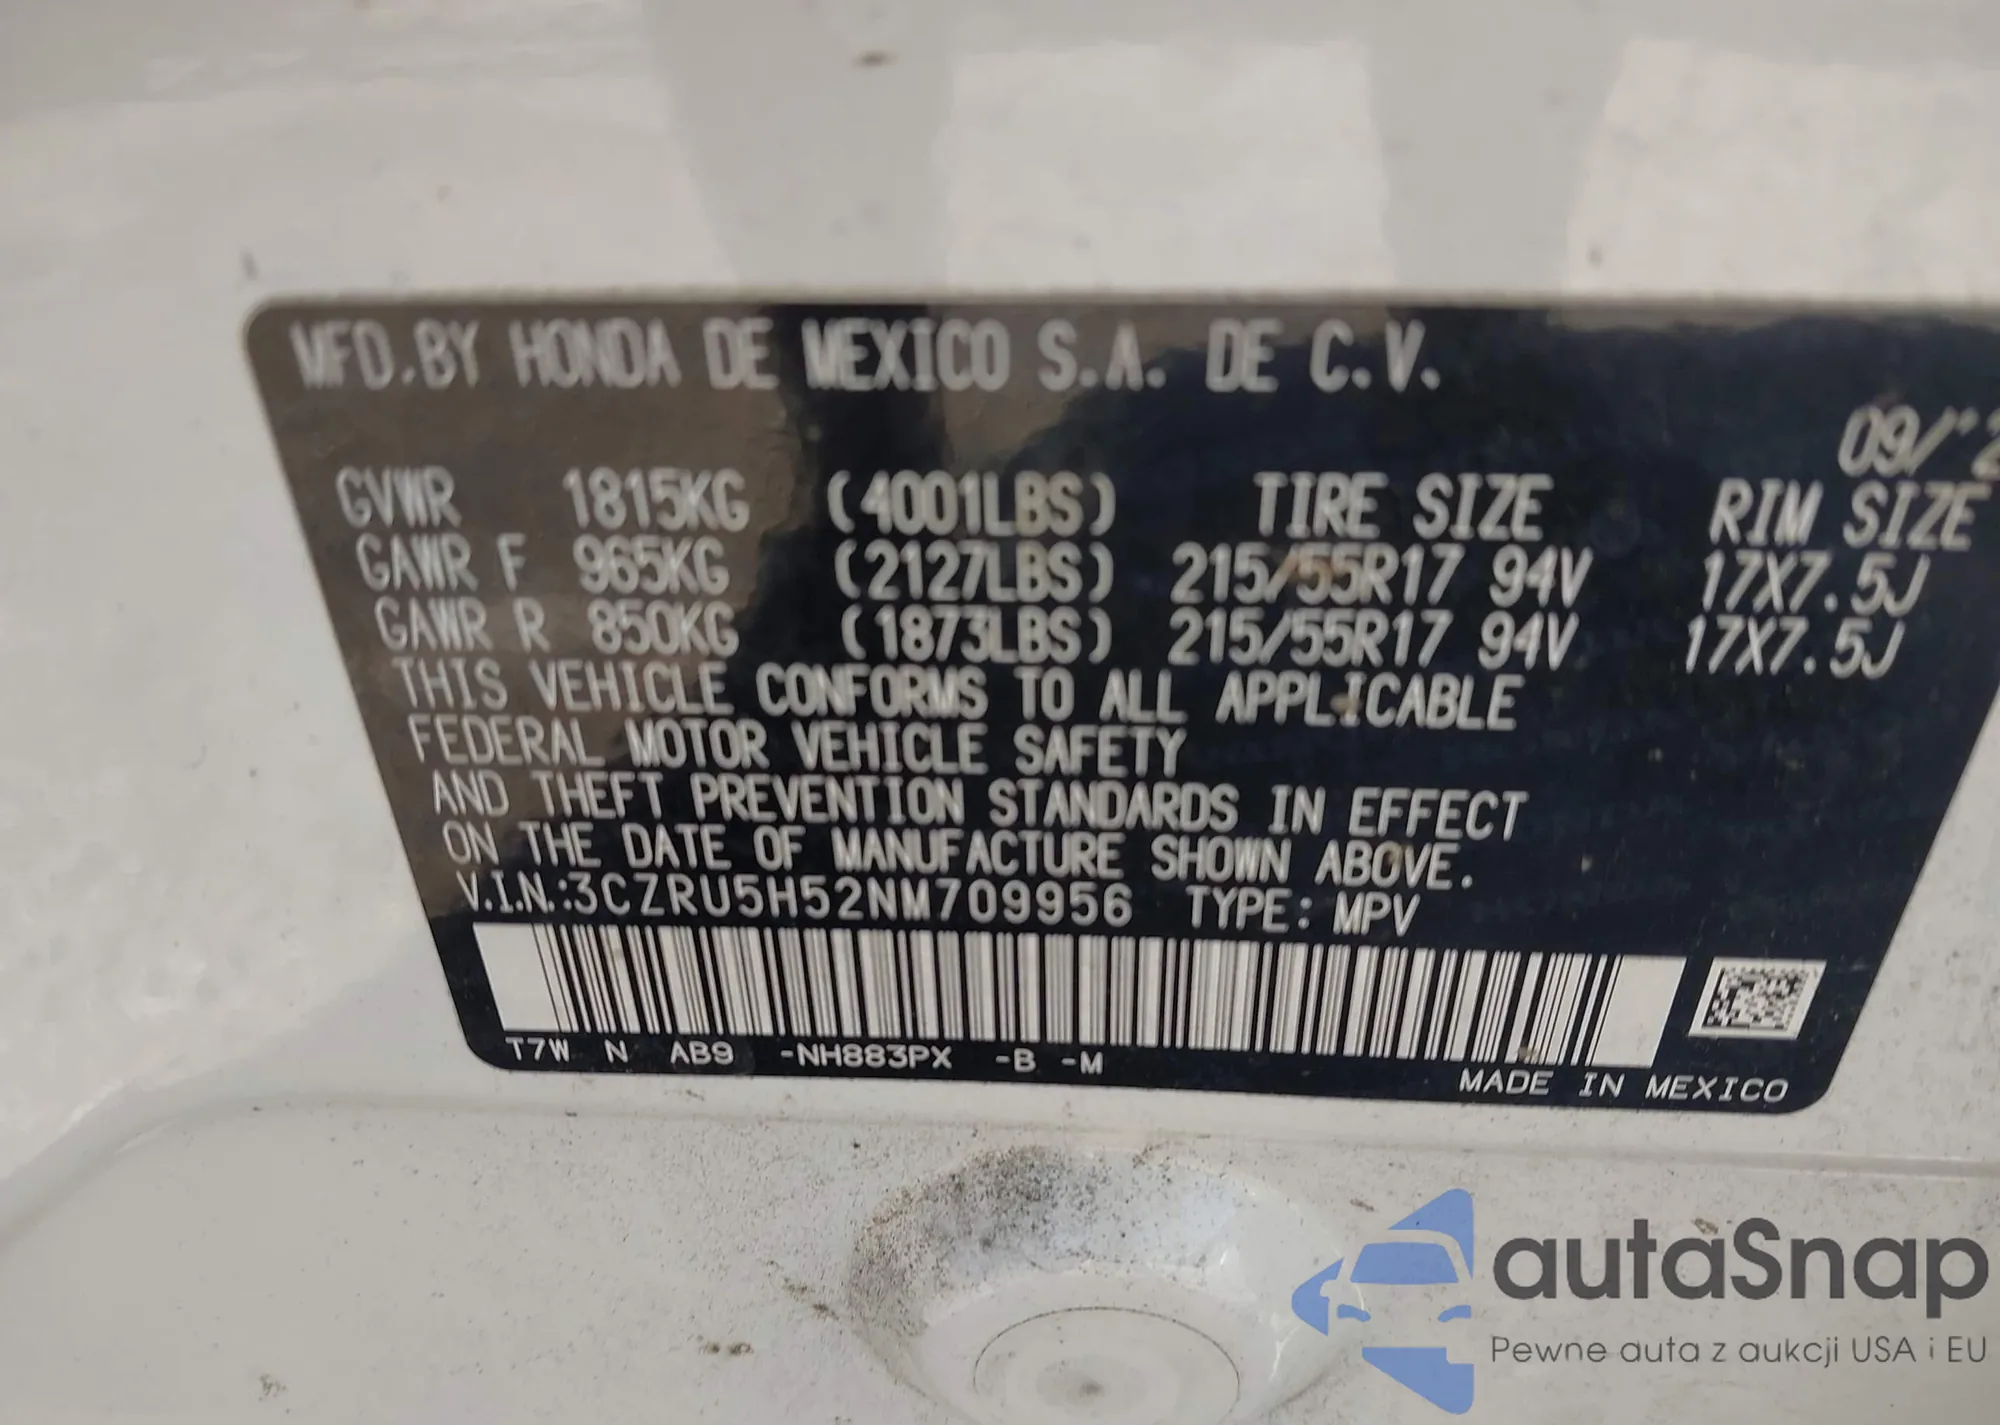 MFD.BY HONDA DE MEXICO S.A. DE C.V.
09/
GVWR 1815KG (4001LBS) TIRE SIZE RIM SIZE
GAWR F 965KG (2127LBS) 215/55R17 94V 17X7.5J
GAWR R 850KG (1873LBS) 215/55R17 94V 17X7.5J
THIS VEHICLE CONFORMS TO ALL APPLICABLE
FEDERAL MOTOR VEHICLE SAFETY
AND THEFT PREVENTION STANDARDS IN EFFECT
ON THE DATE OF MANUFACTURE SHOWN ABOVE.
V.I.N.:3CZRU5H52NM709956 TYPE: MPV
T7W N AB9 -NH883PX -B -M
MADE IN MEXICO
autaSnap
Pewne auta z aukcji USA i EU